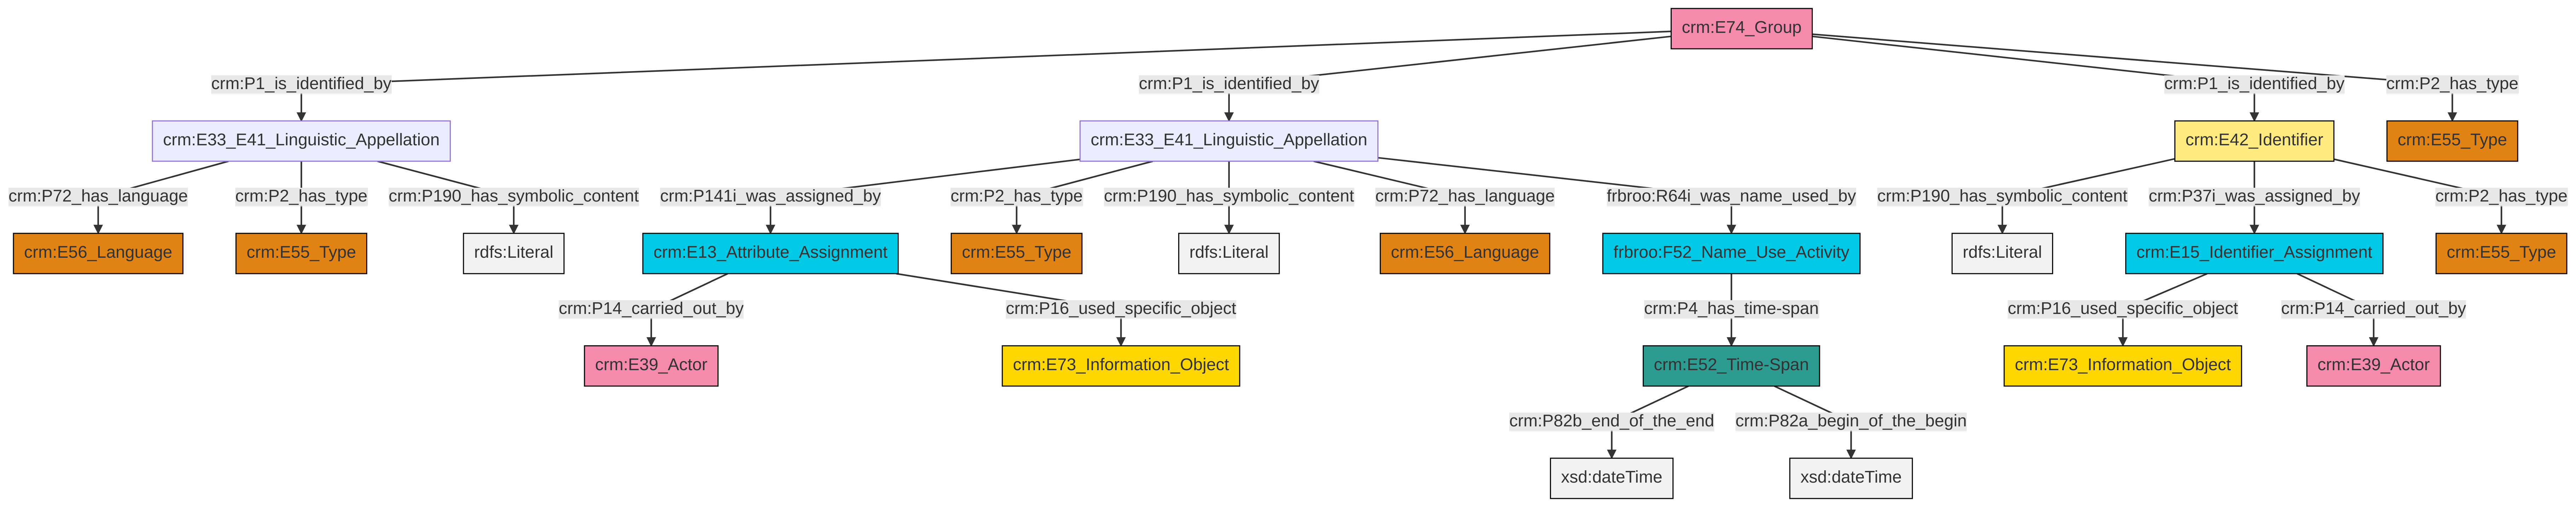 crm:E74_Group
crm:P1_is_identified_by
crm:P1_is_identified_by
crm:P1_is_identified_by
crm:P2_has_type
crm:E33_E41_Linguistic_Appellation
crm:E33_E41_Linguistic_Appellation
crm:E42_Identifier
crm:E55_Type
crm:P72_has_language
crm:P2_has_type
crm:P190_has_symbolic_content
crm:P141i_was_assigned_by
crm:P2_has_type
crm:P190_has_symbolic_content
crm:P72_has_language
frbroo:R64i_was_name_used_by
crm:P190_has_symbolic_content
crm:P37i_was_assigned_by
crm:P2_has_type
crm:E56_Language
crm:E55_Type
rdfs:Literal
crm:E13_Attribute_Assignment
crm:E55_Type
rdfs:Literal
crm:E56_Language
frbroo:F52_Name_Use_Activity
rdfs:Literal
crm:E15_Identifier_Assignment
crm:E55_Type
crm:P14_carried_out_by
crm:P16_used_specific_object
crm:P4_has_time-span
crm:P16_used_specific_object
crm:P14_carried_out_by
crm:E39_Actor
crm:E73_Information_Object
crm:E52_Time-Span
crm:E73_Information_Object
crm:E39_Actor
crm:P82b_end_of_the_end
crm:P82a_begin_of_the_begin
xsd:dateTime
xsd:dateTime